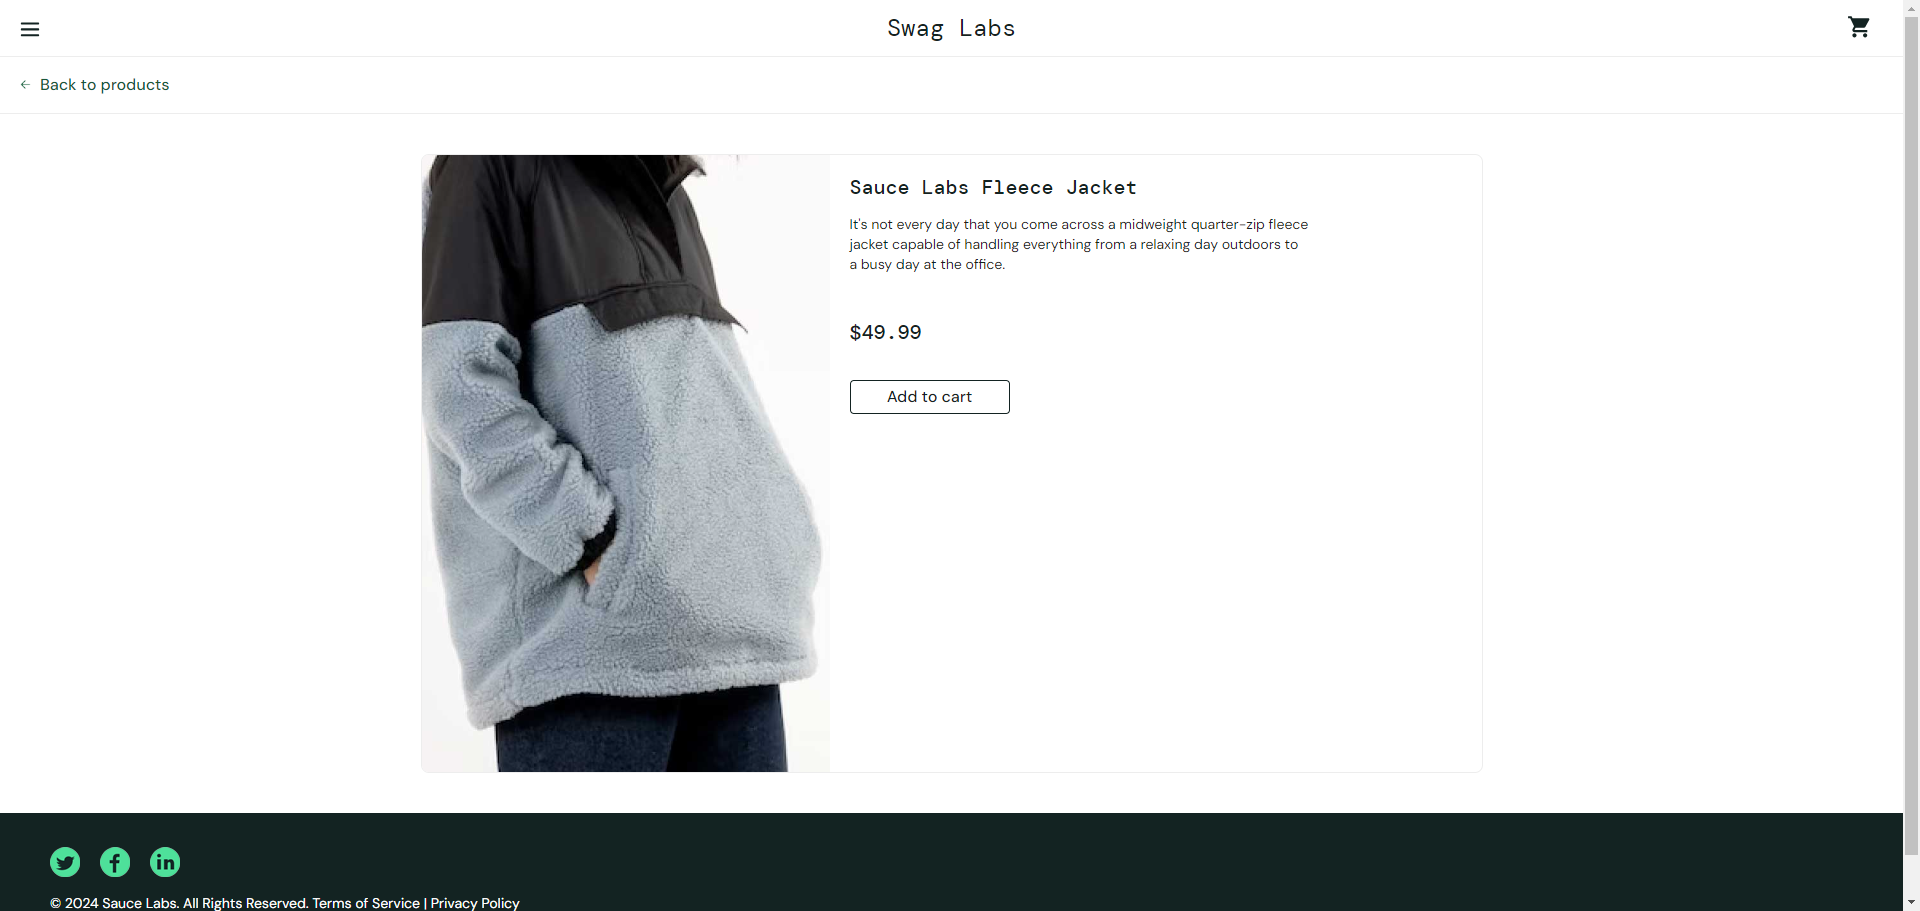 Swag Labs
Back to products
Sauce Labs Fleece Jacket
It's not every day that you come across a midweight quarter-zip fleece
jacket capable of handling everything from a relaxing day outdoors to
a busy day at the office.
$49.99
Add to cart
© 2024 Sauce Labs. All Rights Reserved. Terms of Service | Privacy Policy